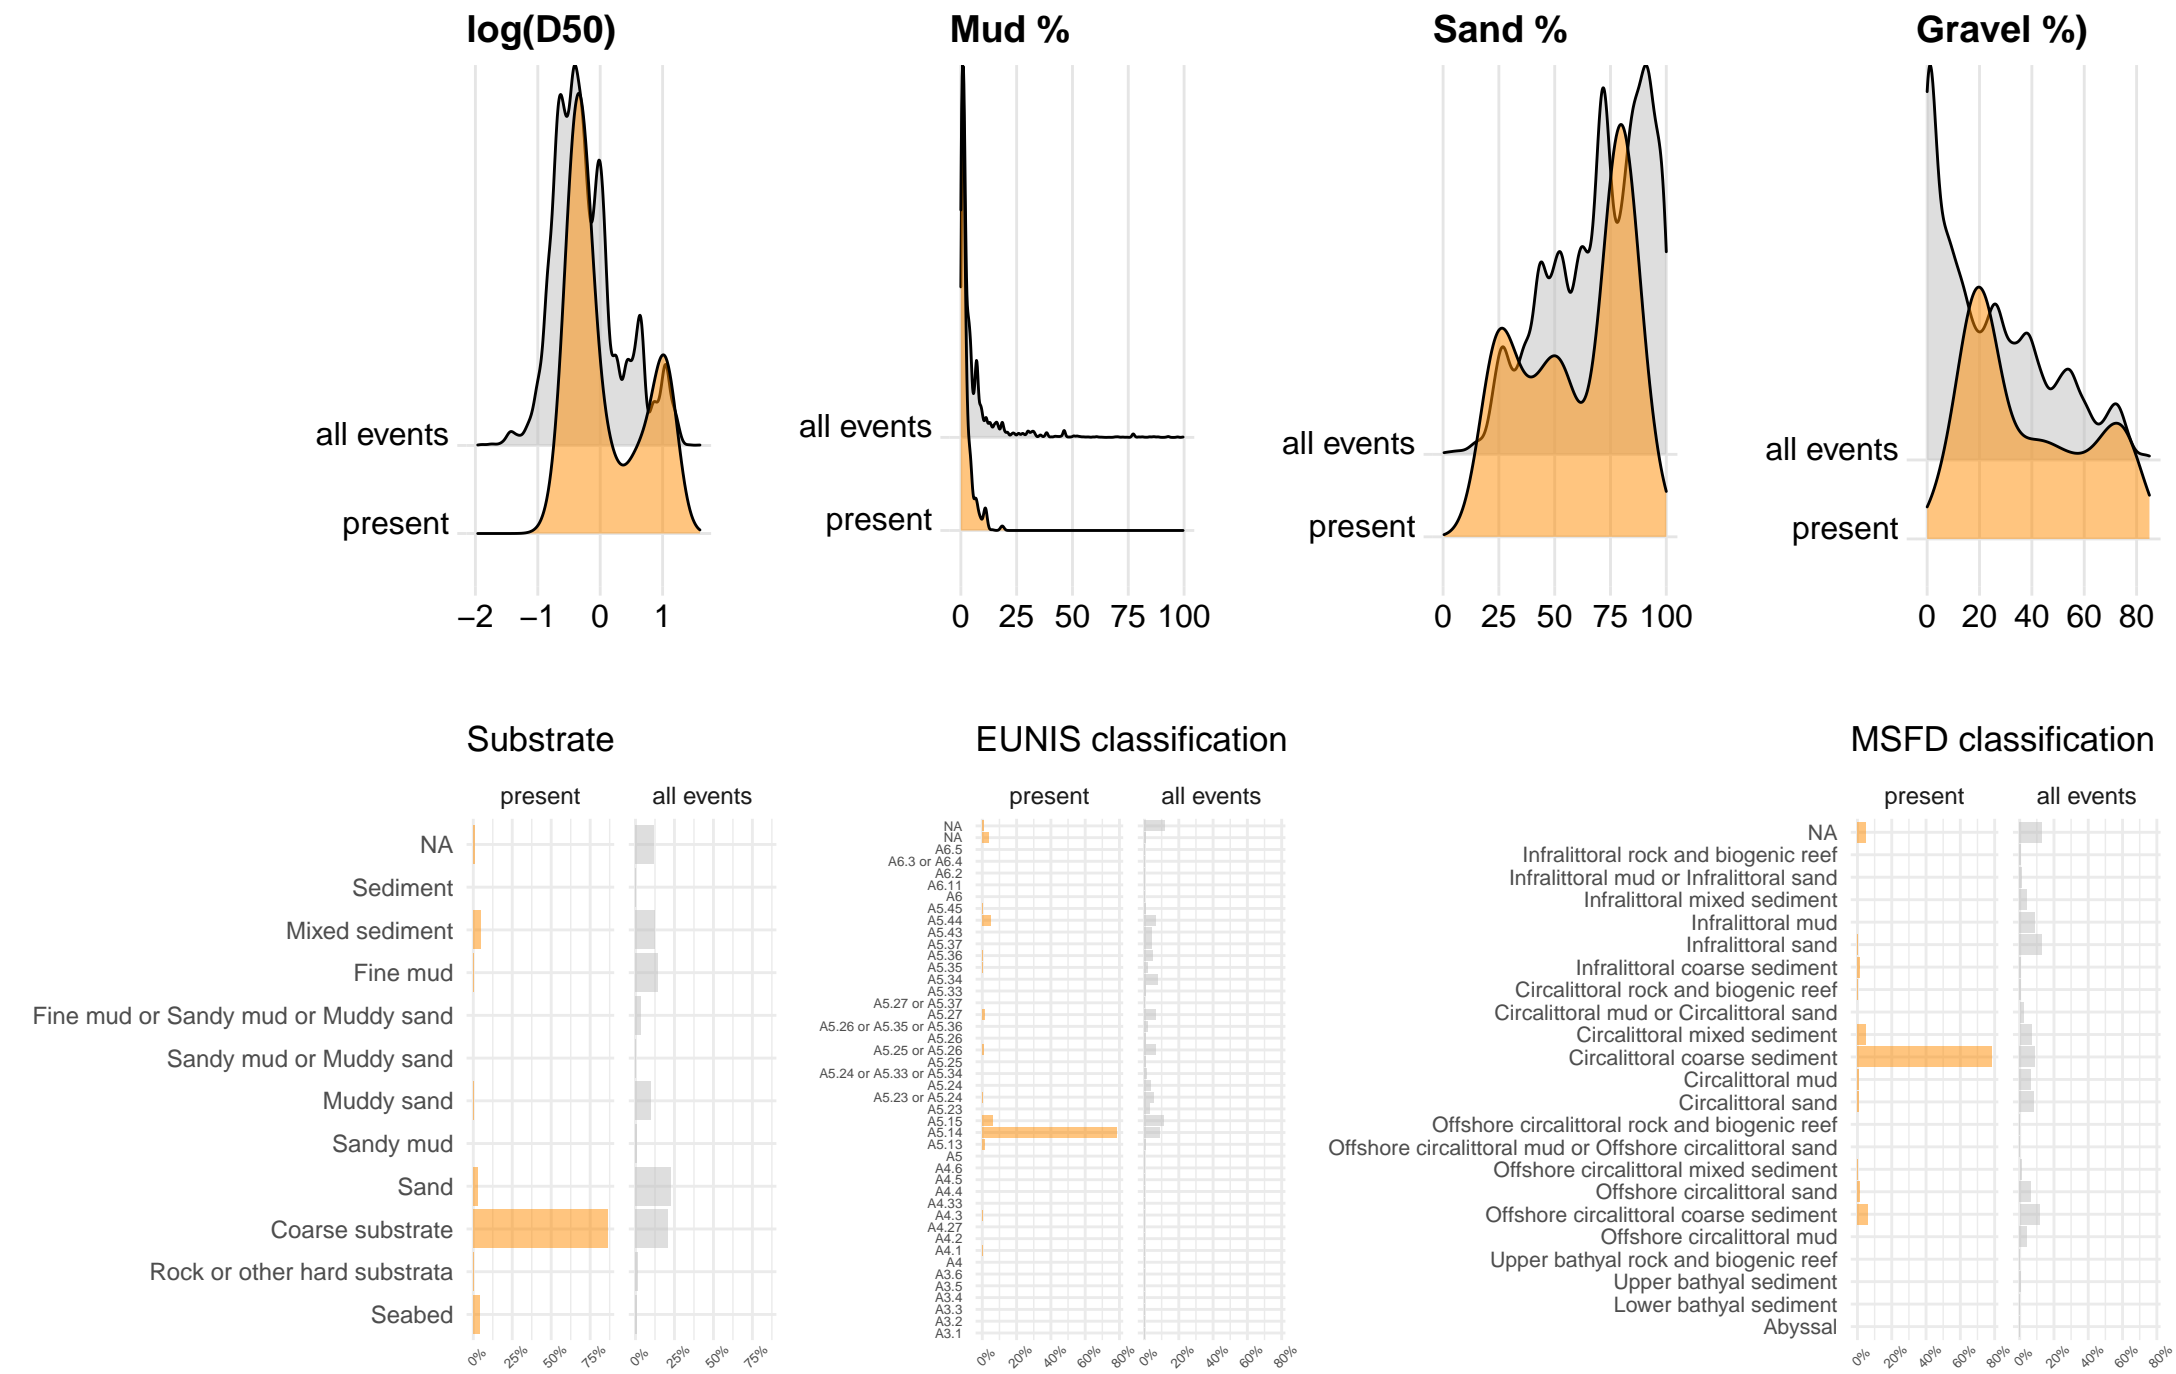 log(D50) Mud % Sand % Gravel %)
all events all events all events all events
present present present present
−2 −1 0 1 0 25 50 75 100 0 25 50 75 100 0 20 40 60 80
Substrate
present all events
NA
Sediment
Mixed sediment
Fine mud
Fine mud or Sandy mud or Muddy sand
Sandy mud or Muddy sand
Muddy sand
Sandy mud
Sand
Coarse substrate
Rock or other hard substrata
Seabed
0% 25% 50% 75% 0% 25% 50% 75%
EUNIS classification
present all events
NA
NA
A6.5
A6.3 or A6.4
A6.2
A6.11
A6
A5.45
A5.44
A5.43
A5.37
A5.36
A5.35
A5.34
A5.33
A5.27 or A5.37
A5.27
A5.26 or A5.35 or A5.36
A5.26
A5.25 or A5.26
A5.25
A5.24 or A5.33 or A5.34
A5.24
A5.23 or A5.24
A5.23
A5.15
A5.14
A5.13
A5
A4.6
A4.5
A4.4
A4.33
A4.3
A4.27
A4.2
A4.1
A4
A3.6
A3.5
A3.4
A3.3
A3.2
A3.1
0% 20% 40% 60% 80% 0% 20% 40% 60% 80%
MSFD classification
present all events
NA
Infralittoral rock and biogenic reef
Infralittoral mud or Infralittoral sand
Infralittoral mixed sediment
Infralittoral mud
Infralittoral sand
Infralittoral coarse sediment
Circalittoral rock and biogenic reef
Circalittoral mud or Circalittoral sand
Circalittoral mixed sediment
Circalittoral coarse sediment
Circalittoral mud
Circalittoral sand
Offshore circalittoral rock and biogenic reef
Offshore circalittoral mud or Offshore circalittoral sand
Offshore circalittoral mixed sediment
Offshore circalittoral sand
Offshore circalittoral coarse sediment
Offshore circalittoral mud
Upper bathyal rock and biogenic reef
Upper bathyal sediment
Lower bathyal sediment
Abyssal
0% 20% 40% 60% 80% 0% 20% 40% 60% 80%